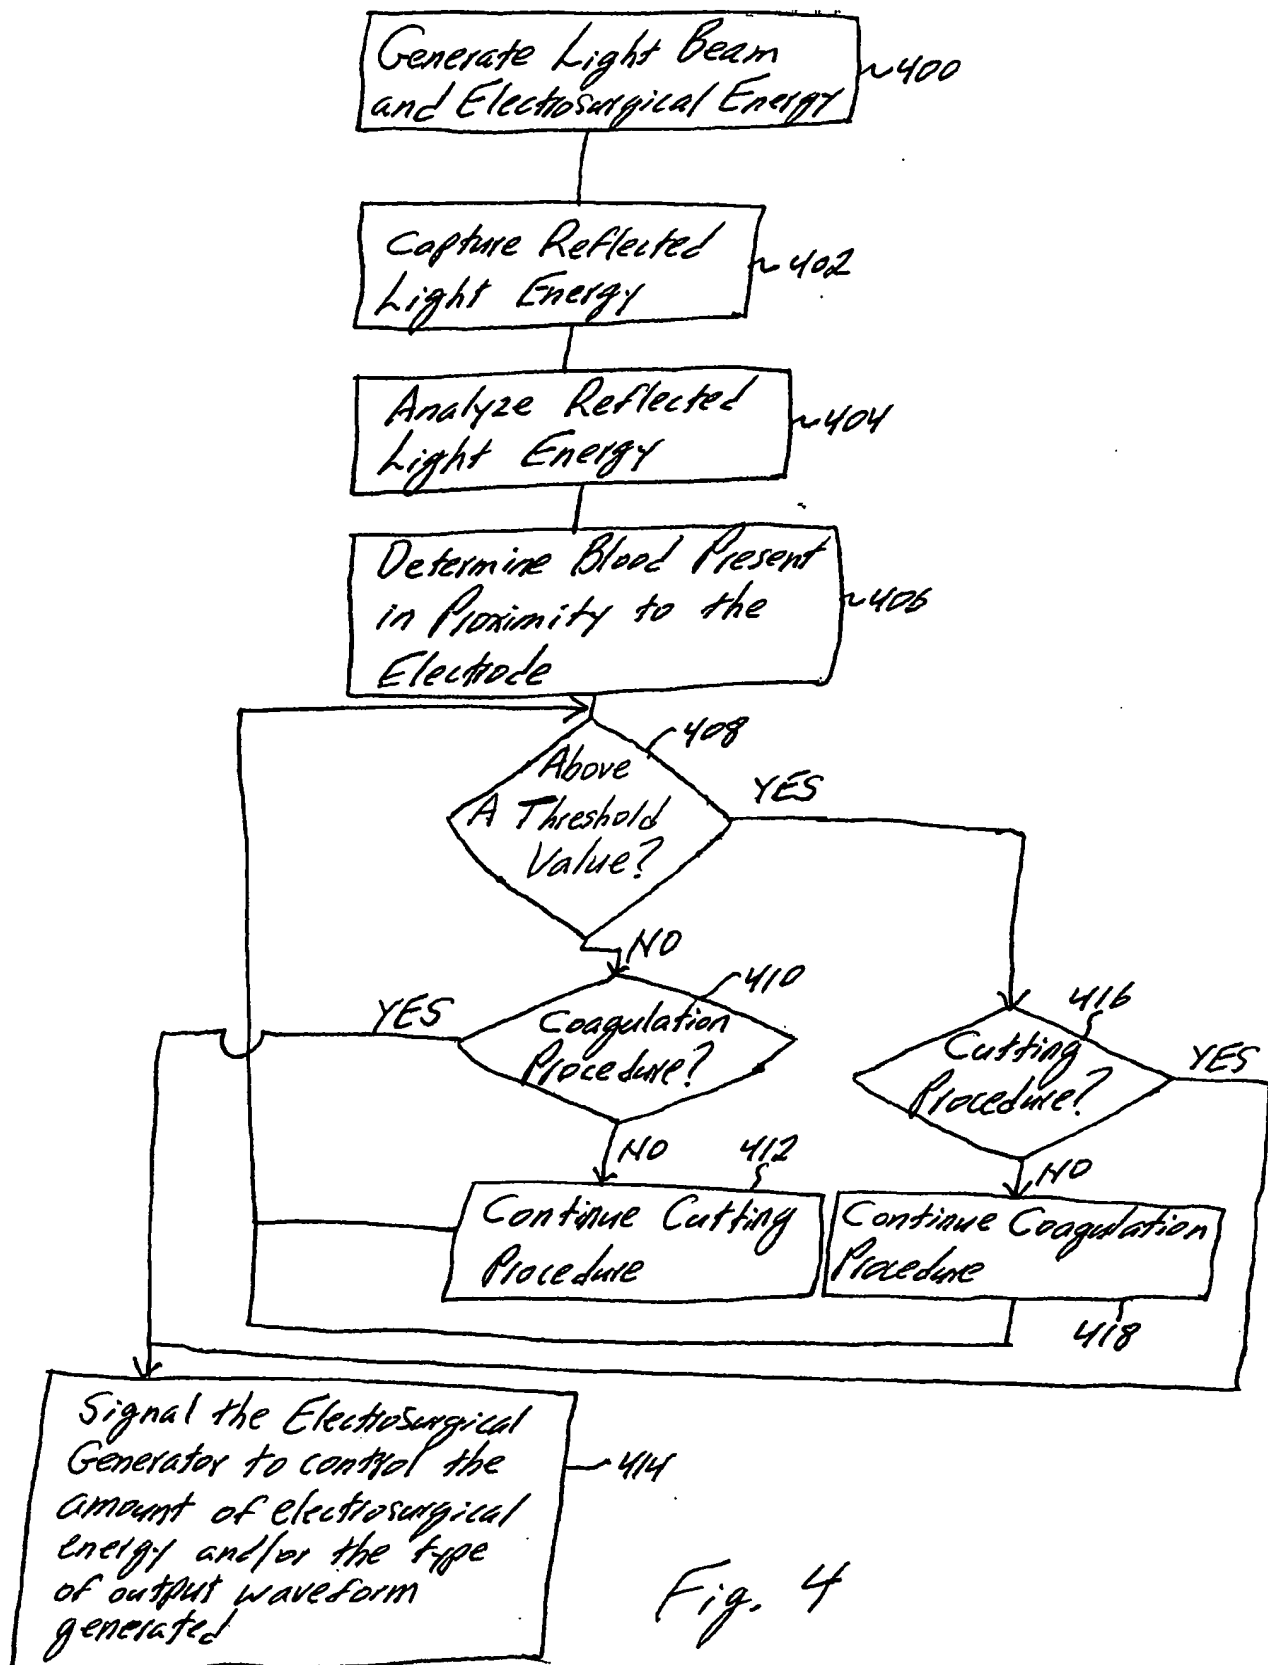 Generate Light Beam
and Electrosurgical Energy
400
Capture Reflected
Light Energy
402
Analyze Reflected
Light Energy
404
Determine Blood Present
in Proximity to the
Electrode
406
408
Above
A Threshold
Value?
YES
NO
410
YES
Coagulation
Procedure?
416
Cutting
Procedure?
YES
NO
412
NO
Continue Cutting
Procedure
Continue Coagulation
Procedure
418
Signal the Electrosurgical
Generator to control the
amount of electrosurgical
energy and/or the type
of output waveform
generated
414
Fig. 4